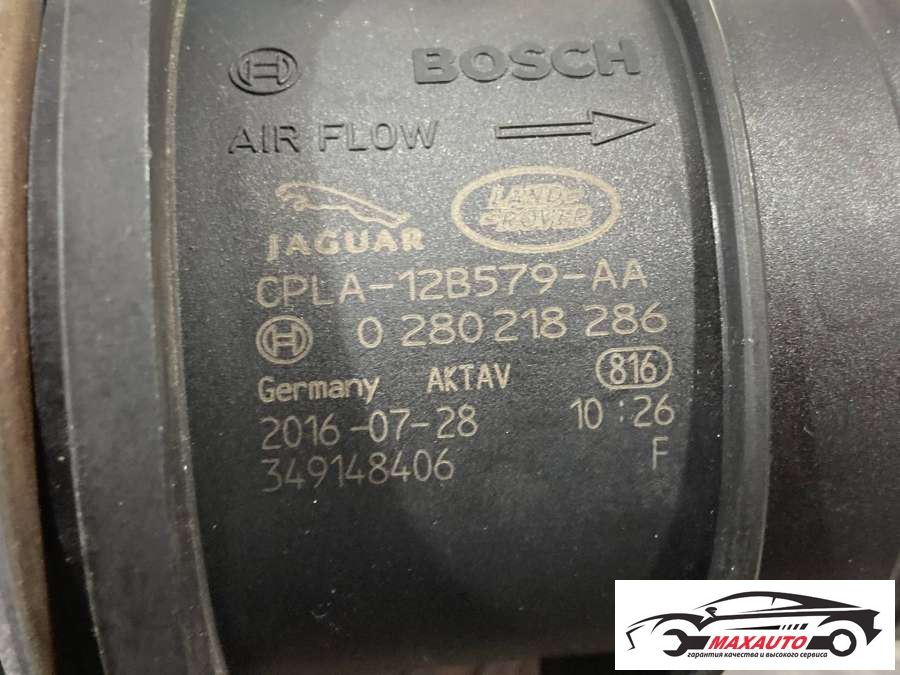 BOSCH
AIR FLOW
JAGUAR
LAND ROVER
CPLA-12B579-AA
0 280 218 286
Germany AKTAV 816
2016-07-28 10:26
349148406 F
MAXAUTO
гарантия качества и высокого сервиса